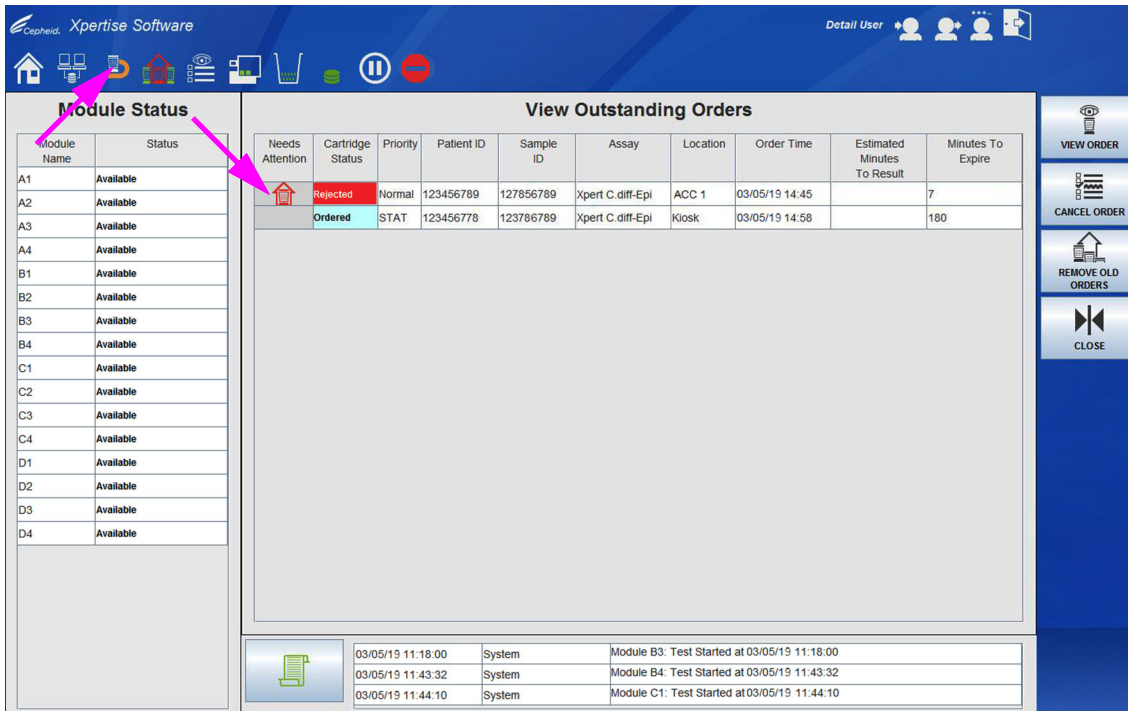 Cepheid. Xpertise Software
Detail User
Module Status
Module Name
Status
A1 Available
A2 Available
A3 Available
A4 Available
B1 Available
B2 Available
B3 Available
B4 Available
C1 Available
C2 Available
C3 Available
C4 Available
D1 Available
D2 Available
D3 Available
D4 Available
View Outstanding Orders
Needs Attention
Cartridge Status
Priority
Patient ID
Sample ID
Assay
Location
Order Time
Estimated Minutes To Result
Minutes To Expire
Rejected Normal 123456789 127856789 Xpert C.diff-Epi ACC 1 03/05/19 14:45 7
Ordered STAT 123456778 123786789 Xpert C.diff-Epi Kiosk 03/05/19 14:58 180
03/05/19 11:18:00 System Module B3: Test Started at 03/05/19 11:18:00
03/05/19 11:43:32 System Module B4: Test Started at 03/05/19 11:43:32
03/05/19 11:44:10 System Module C1: Test Started at 03/05/19 11:44:10
VIEW ORDER
CANCEL ORDER
REMOVE OLD
ORDERS
CLOSE